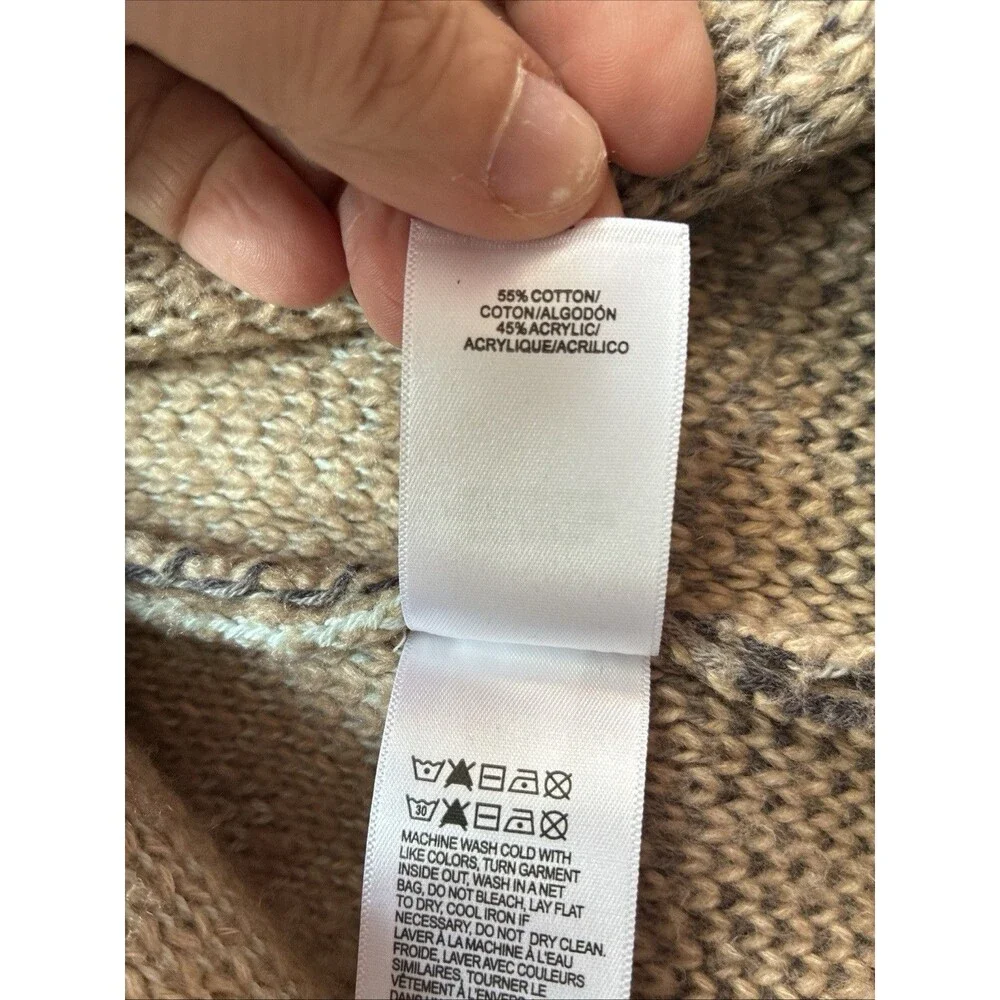 55% COTTON/
COTON/ALGODÓN
45% ACRYLIC/
ACRYLIQUE/ACRILICO
30
MACHINE WASH COLD WITH
LIKE COLORS, TURN GARMENT
INSIDE OUT, WASH IN A NET
BAG, DO NOT BLEACH, LAY FLAT
TO DRY, COOL IRON IF
NECESSARY, DO NOT DRY CLEAN.
LAVER À LA MACHINE À L'EAU
FROIDE, LAVER AVEC COULEURS
SIMILAIRES, TOURNER LE
VÊTEMENT À L'ENVERS